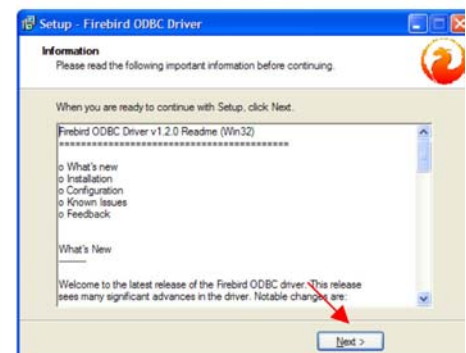 Setup - Firebird ODBC Driver
Information
Please read the following important information before continuing.
When you are ready to continue with Setup, click Next.
Firebird ODBC Driver v1.2.0 Readme (Win32)
==========================================
o What's new
o Installation
o Configuration
o Known Issues
o Feedback
What's New
----------
Welcome to the latest release of the Firebird ODBC driver. This release
sees many significant advances in the driver. Notable changes are:
Next >